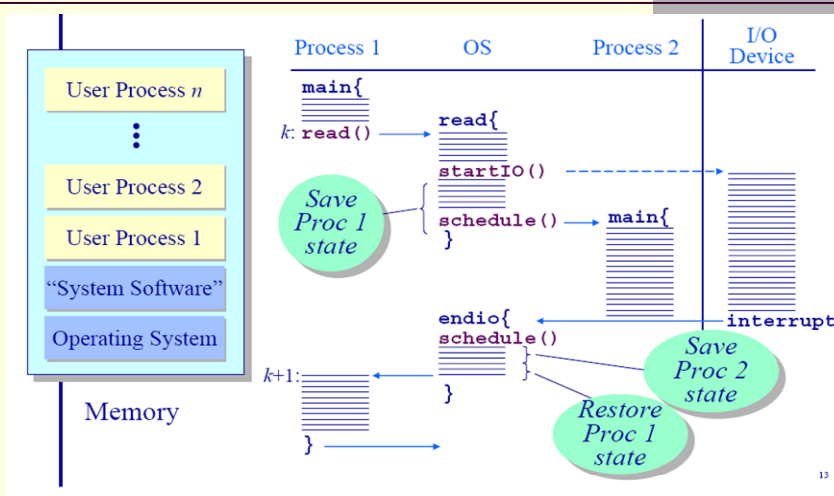 Process 1
OS
Process 2
I/O
Device
User Process n
⋮
User Process 2
User Process 1
“System Software”
Operating System
Memory
main{
k: read()
read{
startIO()
Save
Proc 1
state
schedule()
}
main{
endio{
schedule()
interrupt
Save
Proc 2
state
k+1:
}
Restore
Proc 1
state
}
13